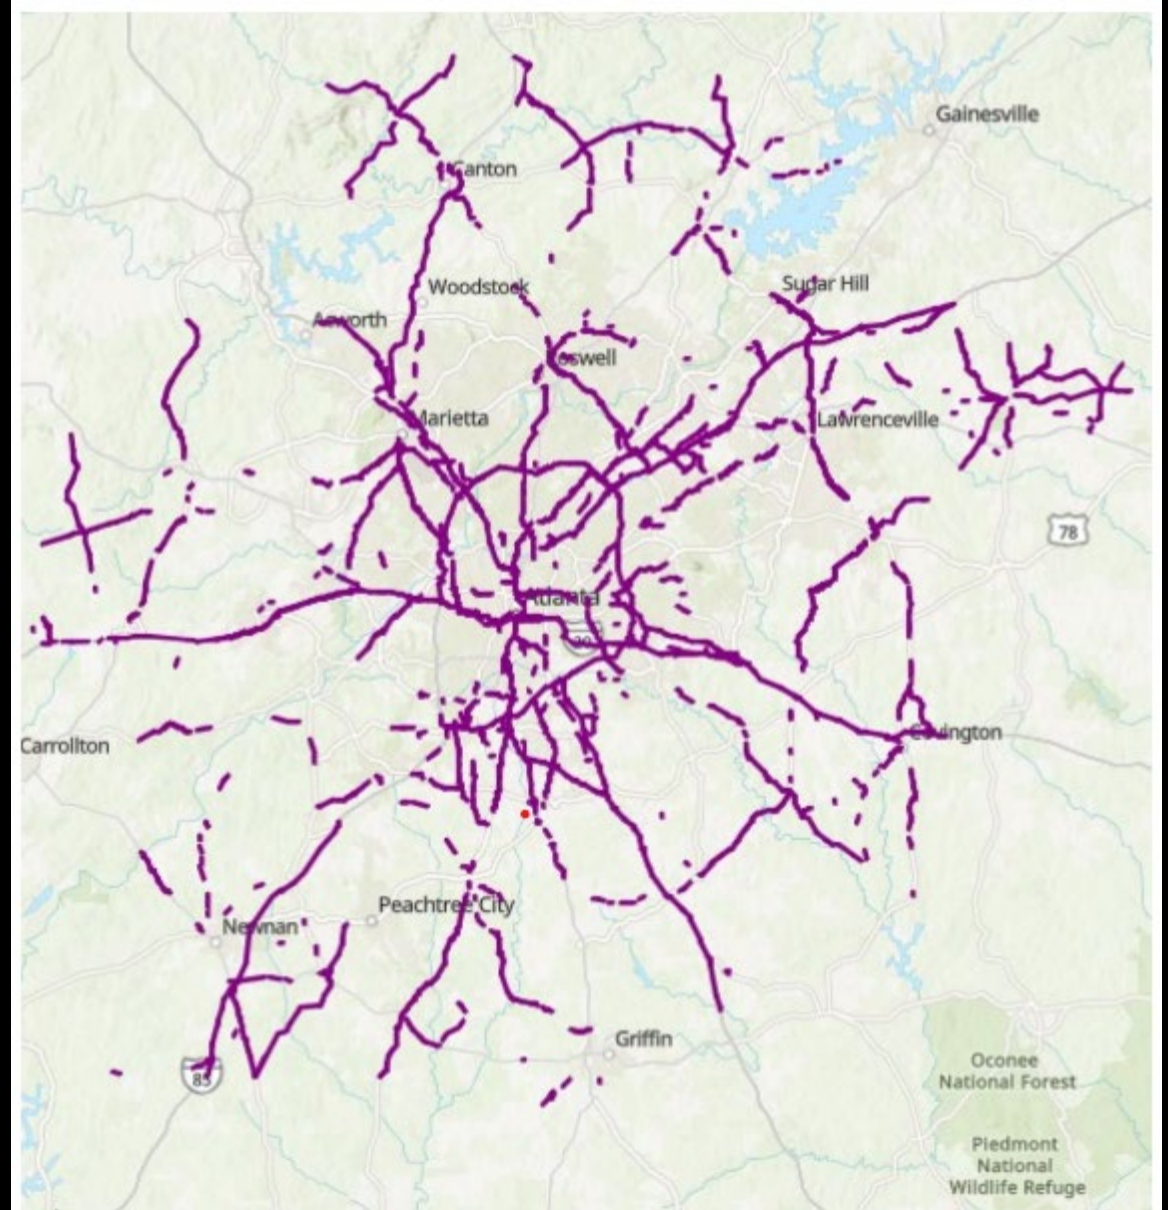 Gainesville
Canton
Sugar Hill
Woodstock
Acworth
Roswell
Marietta
Lawrenceville
78
Atlanta
20
Covington
Carrollton
Peachtree City
Newnan
Griffin
85
Oconee
National Forest
Piedmont
National
Wildlife Refuge